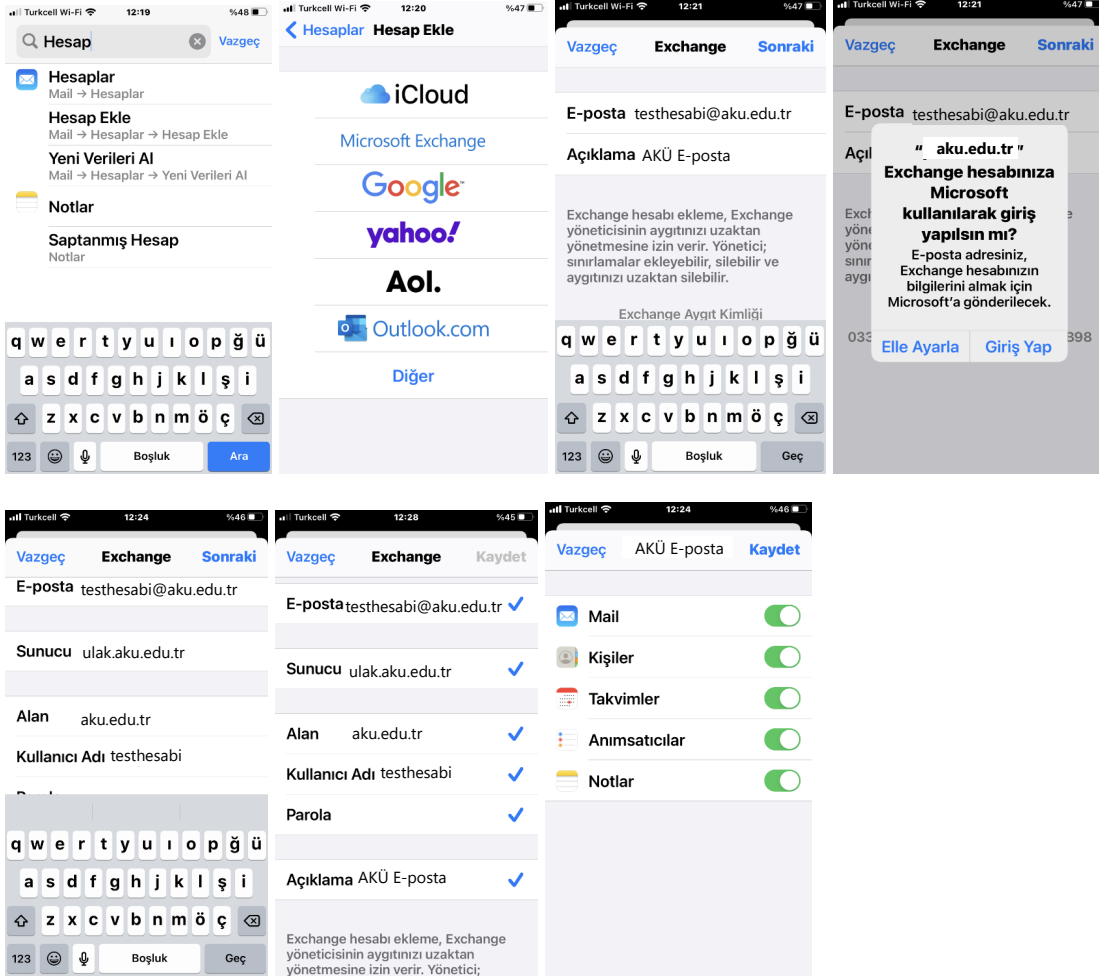 Turkcell Wi-Fi 12:19 %48
Hesap Vazgeç
Hesaplar
Mail → Hesaplar
Hesap Ekle
Mail → Hesaplar → Hesap Ekle
Yeni Verileri Al
Mail → Hesaplar → Yeni Verileri Al
Notlar
Saptanmış Hesap
Notlar
q w e r t y u ı o p ğ ü
a s d f g h j k l ş i
z x c v b n m ö ç
123 Boşluk Ara
Turkcell Wi-Fi 12:20 %47
Hesaplar Hesap Ekle
iCloud
Microsoft Exchange
Google
yahoo!
Aol.
Outlook.com
Diğer
Turkcell Wi-Fi 12:21 %47
Vazgeç Exchange Sonraki
E-posta testhesabi@aku.edu.tr
Açıklama AKÜ E-posta
Exchange hesabı ekleme, Exchange
yöneticisinin aygıtınızı uzaktan
yönetmesine izin verir. Yönetici;
sınırlamalar ekleyebilir, silebilir ve
aygıtınızı uzaktan silebilir.
Exchange Aygıt Kimliği
q w e r t y u ı o p ğ ü
a s d f g h j k l ş i
z x c v b n m ö ç
123 Boşluk Geç
Turkcell Wi-Fi 12:21 %47
Vazgeç Exchange Sonraki
E-posta testhesabi@aku.edu.tr
“ aku.edu.tr ”
Exchange hesabınıza
Microsoft
kullanılarak giriş
yapılsın mı?
E-posta adresiniz,
Exchange hesabınızın
bilgilerini almak için
Microsoft’a gönderilecek.
033 398
Elle Ayarla Giriş Yap
Turkcell 12:24 %46
Vazgeç Exchange Sonraki
E-posta testhesabi@aku.edu.tr
Sunucu ulak.aku.edu.tr
Alan aku.edu.tr
Kullanıcı Adı testhesabi
q w e r t y u ı o p ğ ü
a s d f g h j k l ş i
z x c v b n m ö ç
123 Boşluk Geç
Turkcell 12:28 %45
Vazgeç Exchange Kaydet
E-posta testhesabi@aku.edu.tr
Sunucu ulak.aku.edu.tr
Alan aku.edu.tr
Kullanıcı Adı testhesabi
Parola
Açıklama AKÜ E-posta
Exchange hesabı ekleme, Exchange
yöneticisinin aygıtınızı uzaktan
yönetmesine izin verir. Yönetici;
Turkcell 12:24 %46
Vazgeç AKÜ E-posta Kaydet
Mail
Kişiler
Takvimler
Anımsatıcılar
Notlar